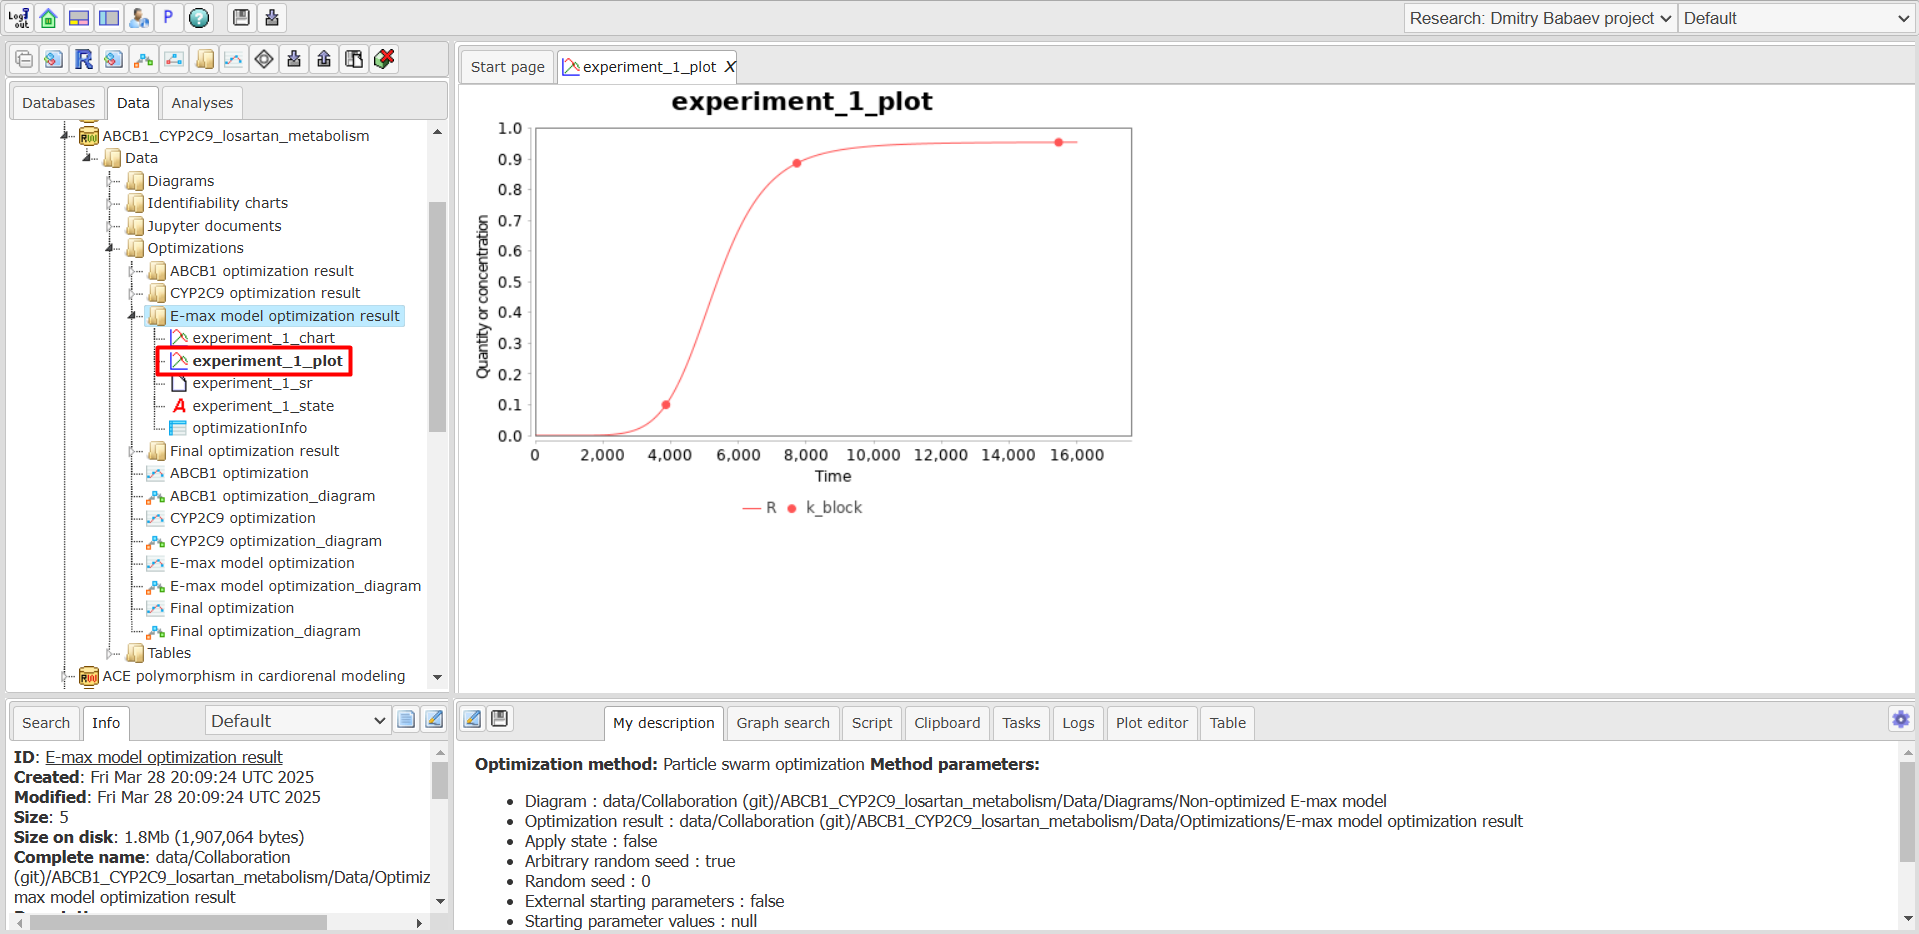 Log out
P
?
Research: Dmitry Babaev project
Default
R
Databases
Data
Analyses
ABCB1_CYP2C9_losartan_metabolism
Data
Diagrams
Identifiability charts
Jupyter documents
Optimizations
ABCB1 optimization result
CYP2C9 optimization result
E-max model optimization result
experiment_1_chart
experiment_1_plot
experiment_1_sr
experiment_1_state
optimizationInfo
Final optimization result
ABCB1 optimization
ABCB1 optimization_diagram
CYP2C9 optimization
CYP2C9 optimization_diagram
E-max model optimization
E-max model optimization_diagram
Final optimization
Final optimization_diagram
Tables
ACE polymorphism in cardiorenal modeling
Start page
experiment_1_plot X
experiment_1_plot
1.0
0.9
0.8
0.7
0.6
0.5
0.4
0.3
0.2
0.1
0.0
Quantity or concentration
0 2,000 4,000 6,000 8,000 10,000 12,000 14,000 16,000
Time
R k_block
Search
Info
Default
ID: E-max model optimization result
Created: Fri Mar 28 20:09:24 UTC 2025
Modified: Fri Mar 28 20:09:24 UTC 2025
Size: 5
Size on disk: 1.8Mb (1,907,064 bytes)
Complete name: data/Collaboration
(git)/ABCB1_CYP2C9_losartan_metabolism/Data/Optimiz
max model optimization result
My description
Graph search
Script
Clipboard
Tasks
Logs
Plot editor
Table
Optimization method: Particle swarm optimization Method parameters:
• Diagram : data/Collaboration (git)/ABCB1_CYP2C9_losartan_metabolism/Data/Diagrams/Non-optimized E-max model
• Optimization result : data/Collaboration (git)/ABCB1_CYP2C9_losartan_metabolism/Data/Optimizations/E-max model optimization result
• Apply state : false
• Arbitrary random seed : true
• Random seed : 0
• External starting parameters : false
• Starting parameter values : null